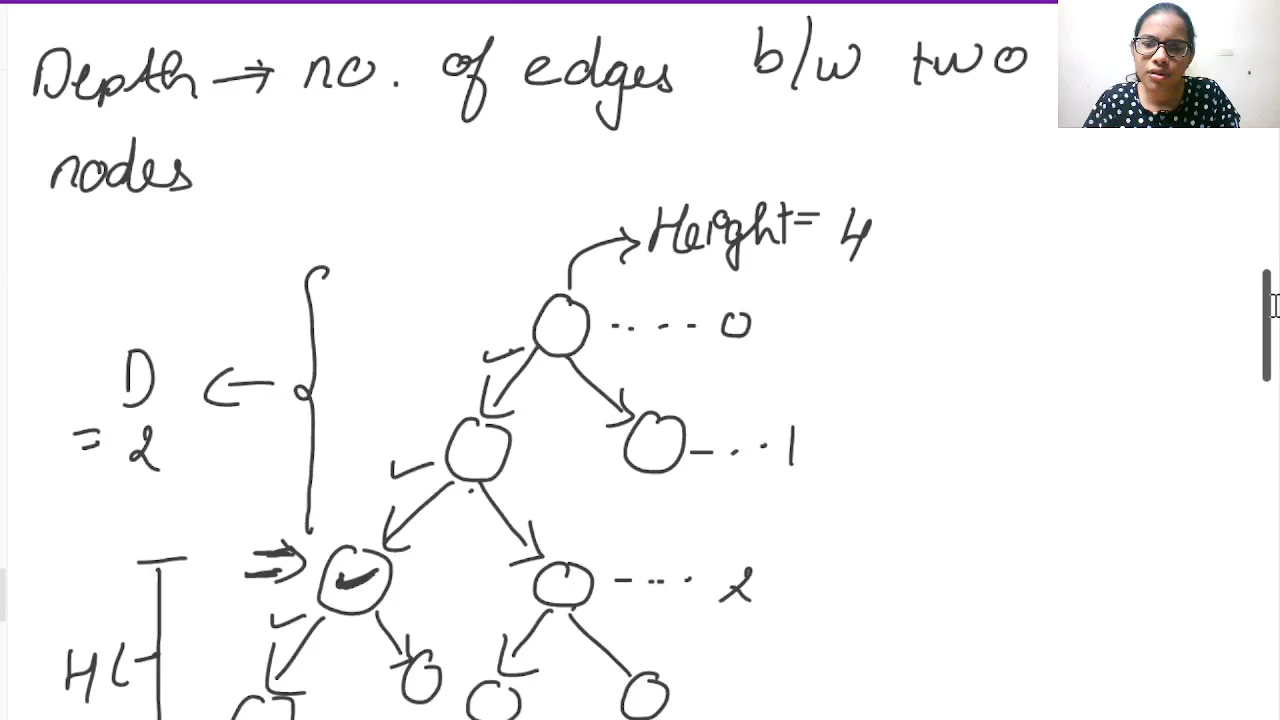 Depth → no. of edges b/w two
nodes
Height = 4
0
D
= 2
1
2
H